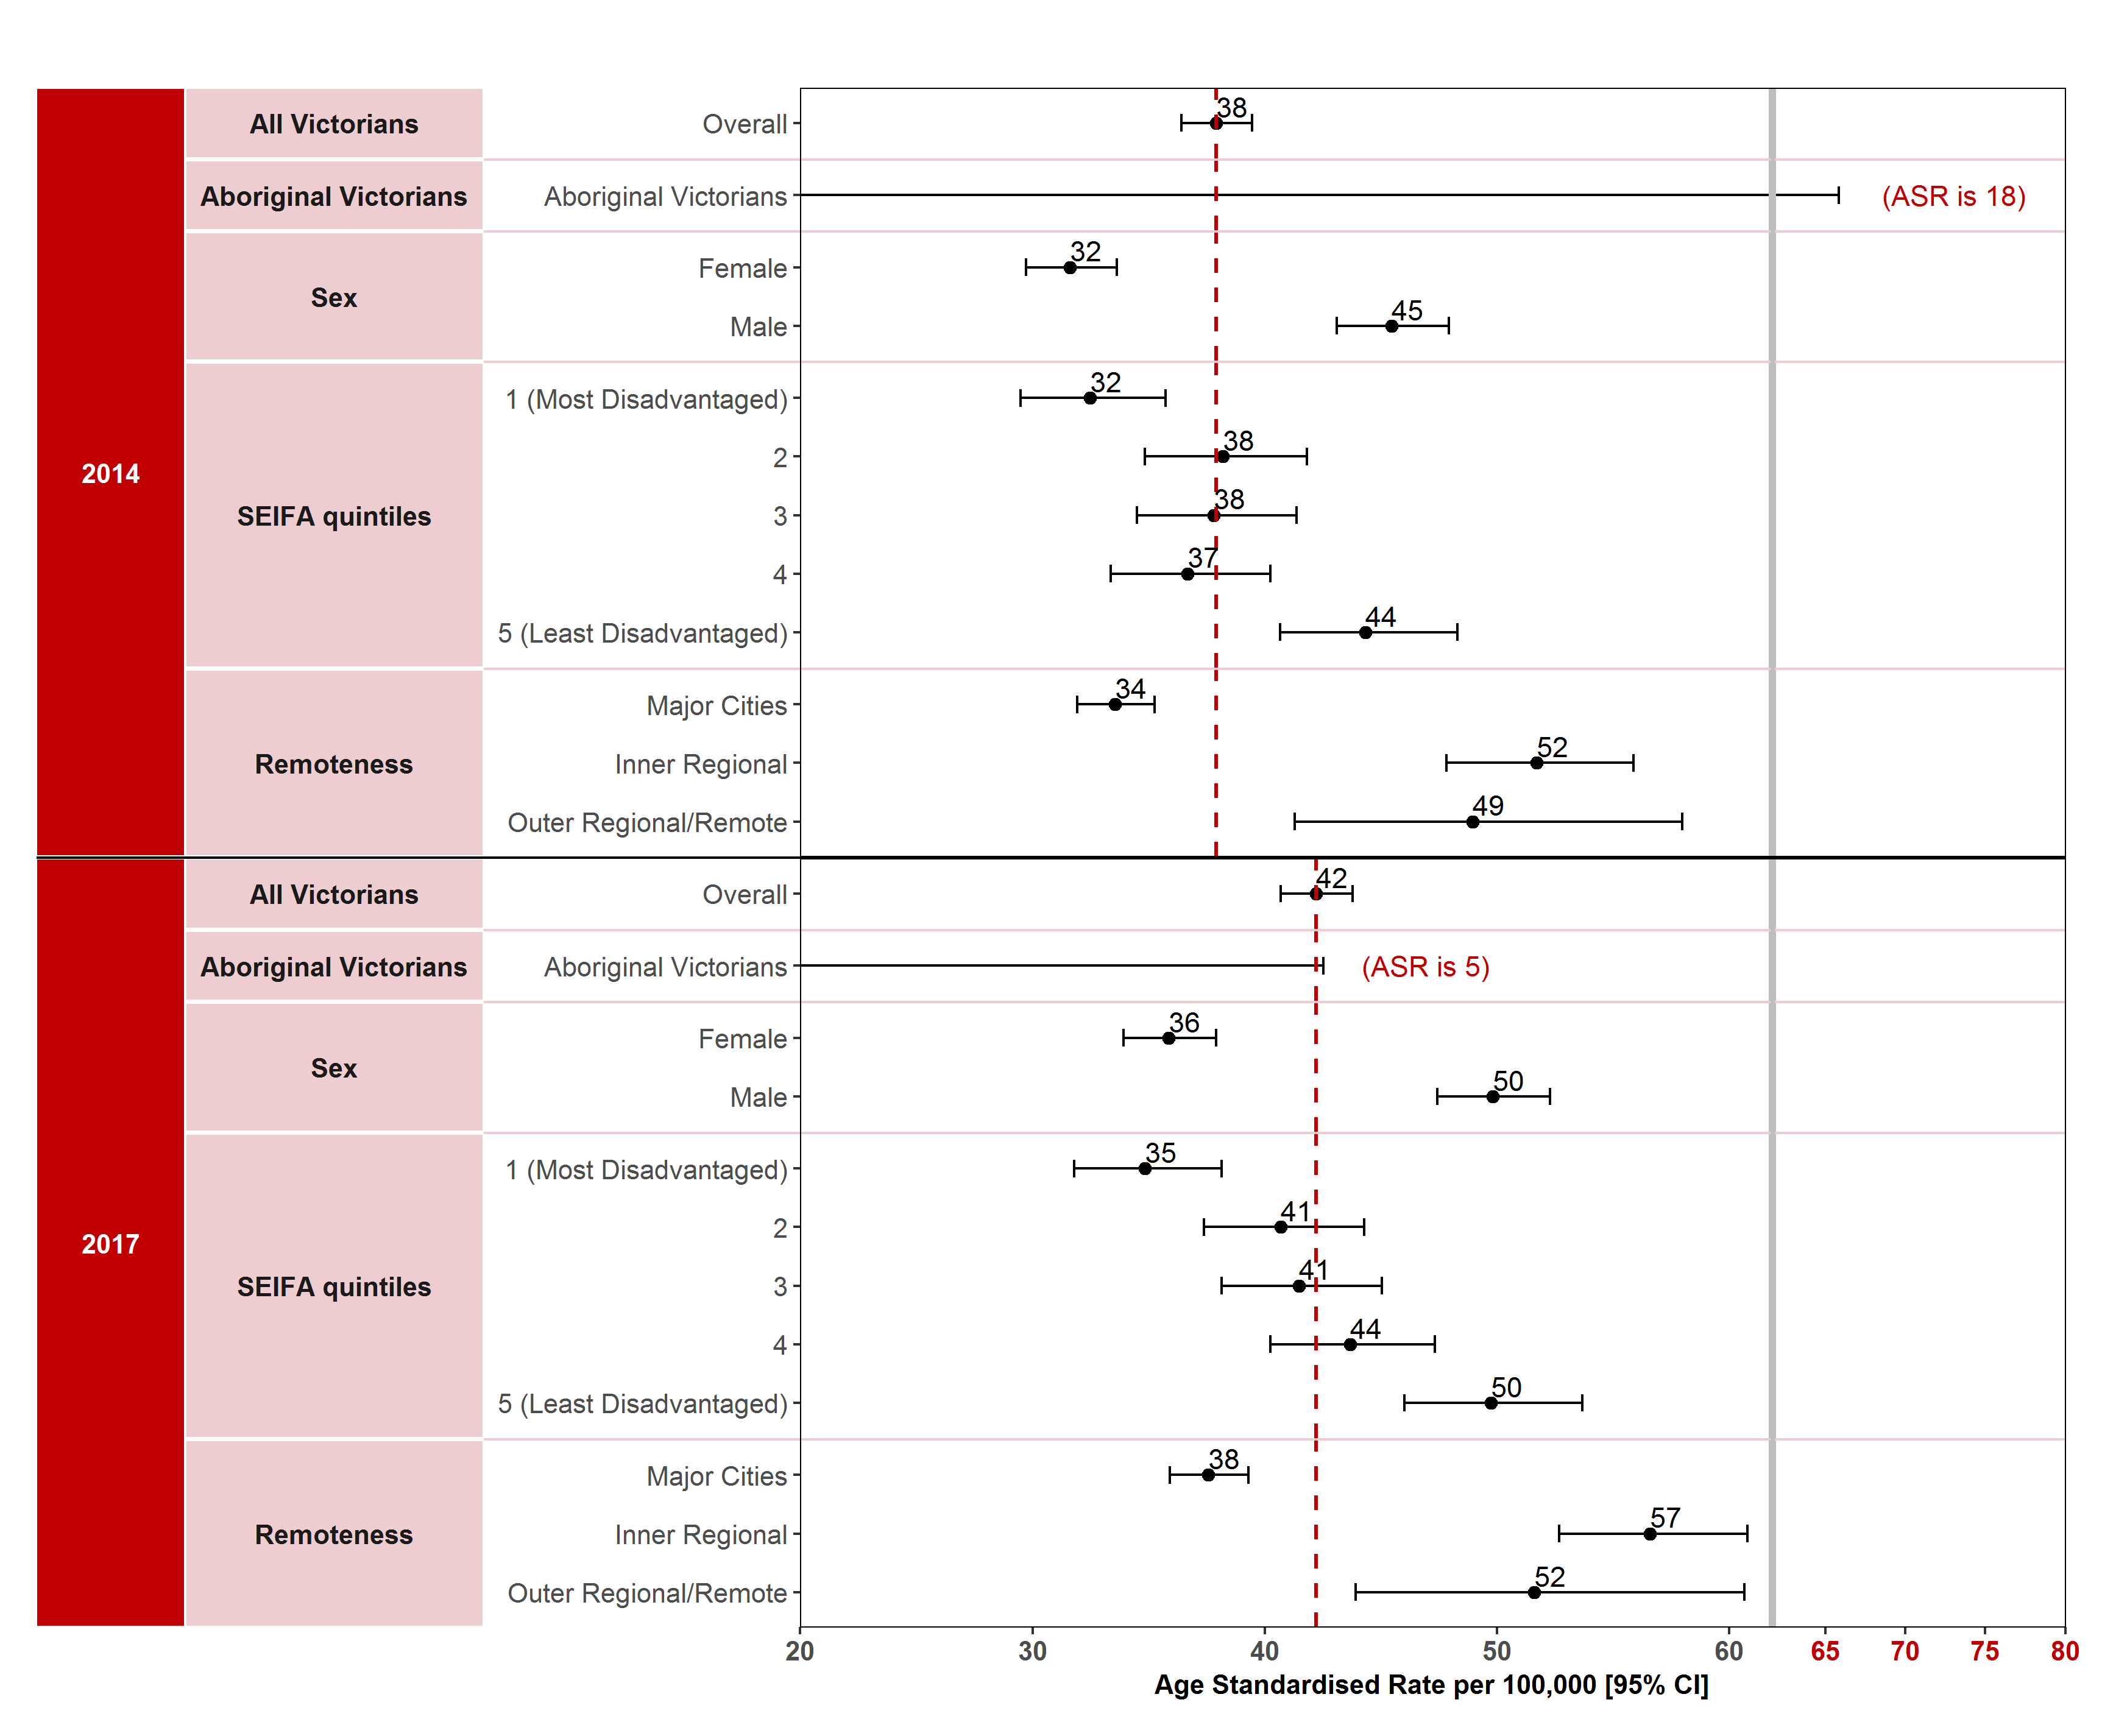 2014
All Victorians
Overall
38
Aboriginal Victorians
Aboriginal Victorians
(ASR is 18)
Sex
Female
32
Male
45
SEIFA quintiles
1 (Most Disadvantaged)
32
2
38
3
38
4
37
5 (Least Disadvantaged)
44
Remoteness
Major Cities
34
Inner Regional
52
Outer Regional/Remote
49
2017
All Victorians
Overall
42
Aboriginal Victorians
Aboriginal Victorians
(ASR is 5)
Sex
Female
36
Male
50
SEIFA quintiles
1 (Most Disadvantaged)
35
2
41
3
41
4
44
5 (Least Disadvantaged)
50
Remoteness
Major Cities
38
Inner Regional
57
Outer Regional/Remote
52
20 30 40 50 60 65 70 75 80
Age Standardised Rate per 100,000 [95% CI]